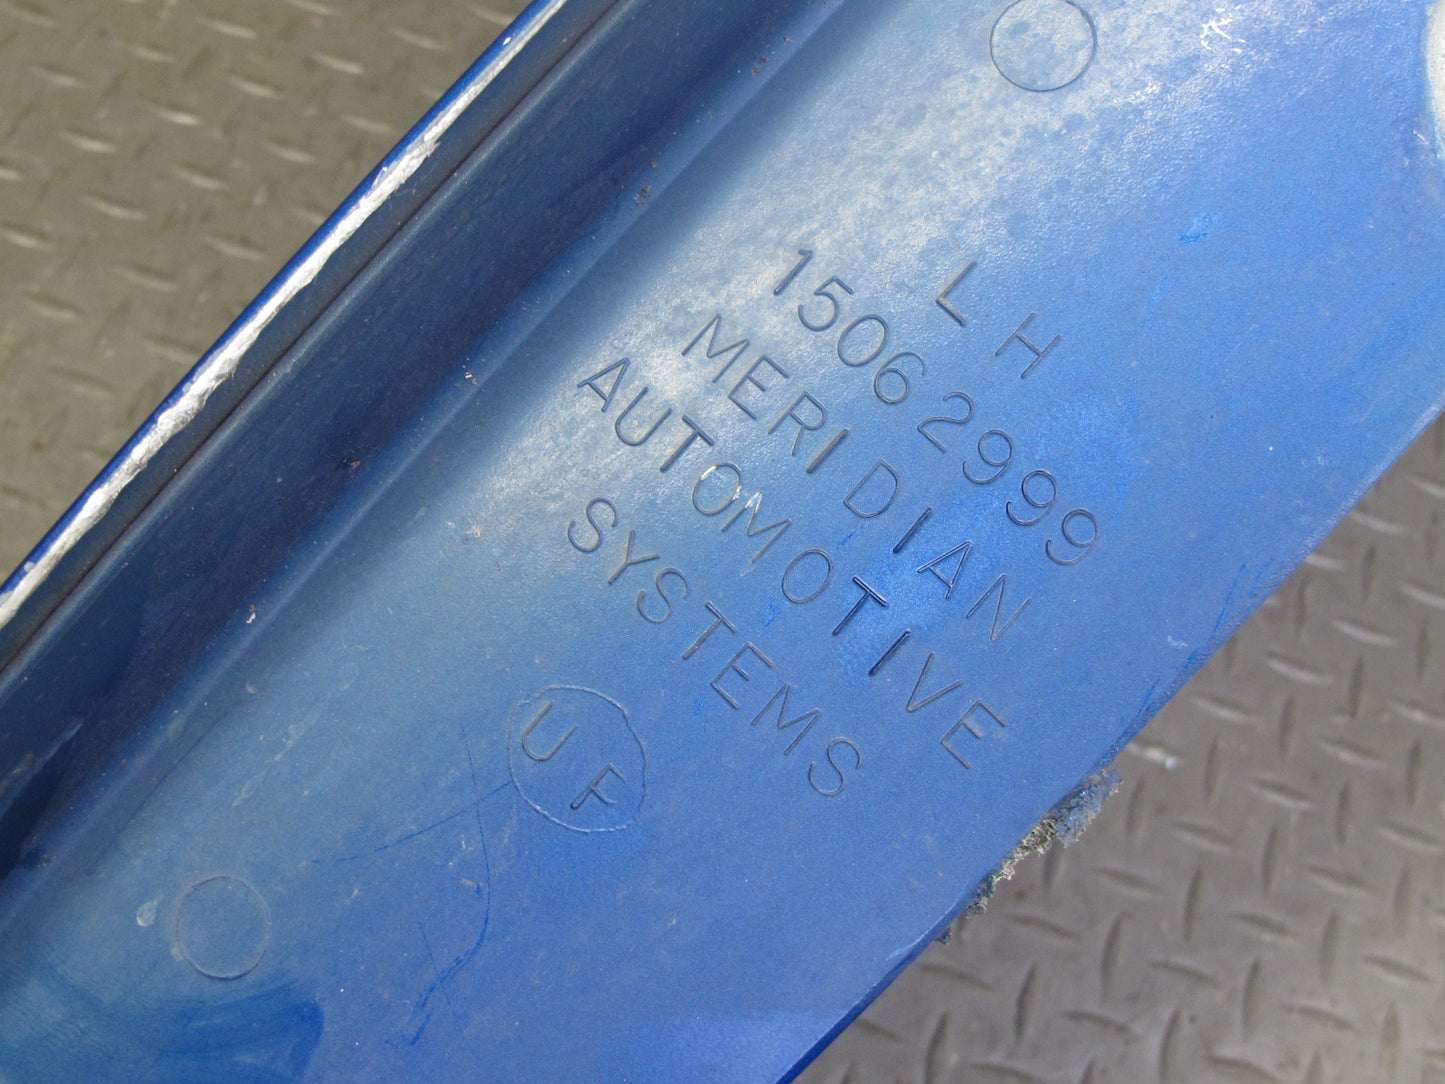 LH
15062999
MERIDIAN
AUTOMOTIVE
SYSTEMS
UF